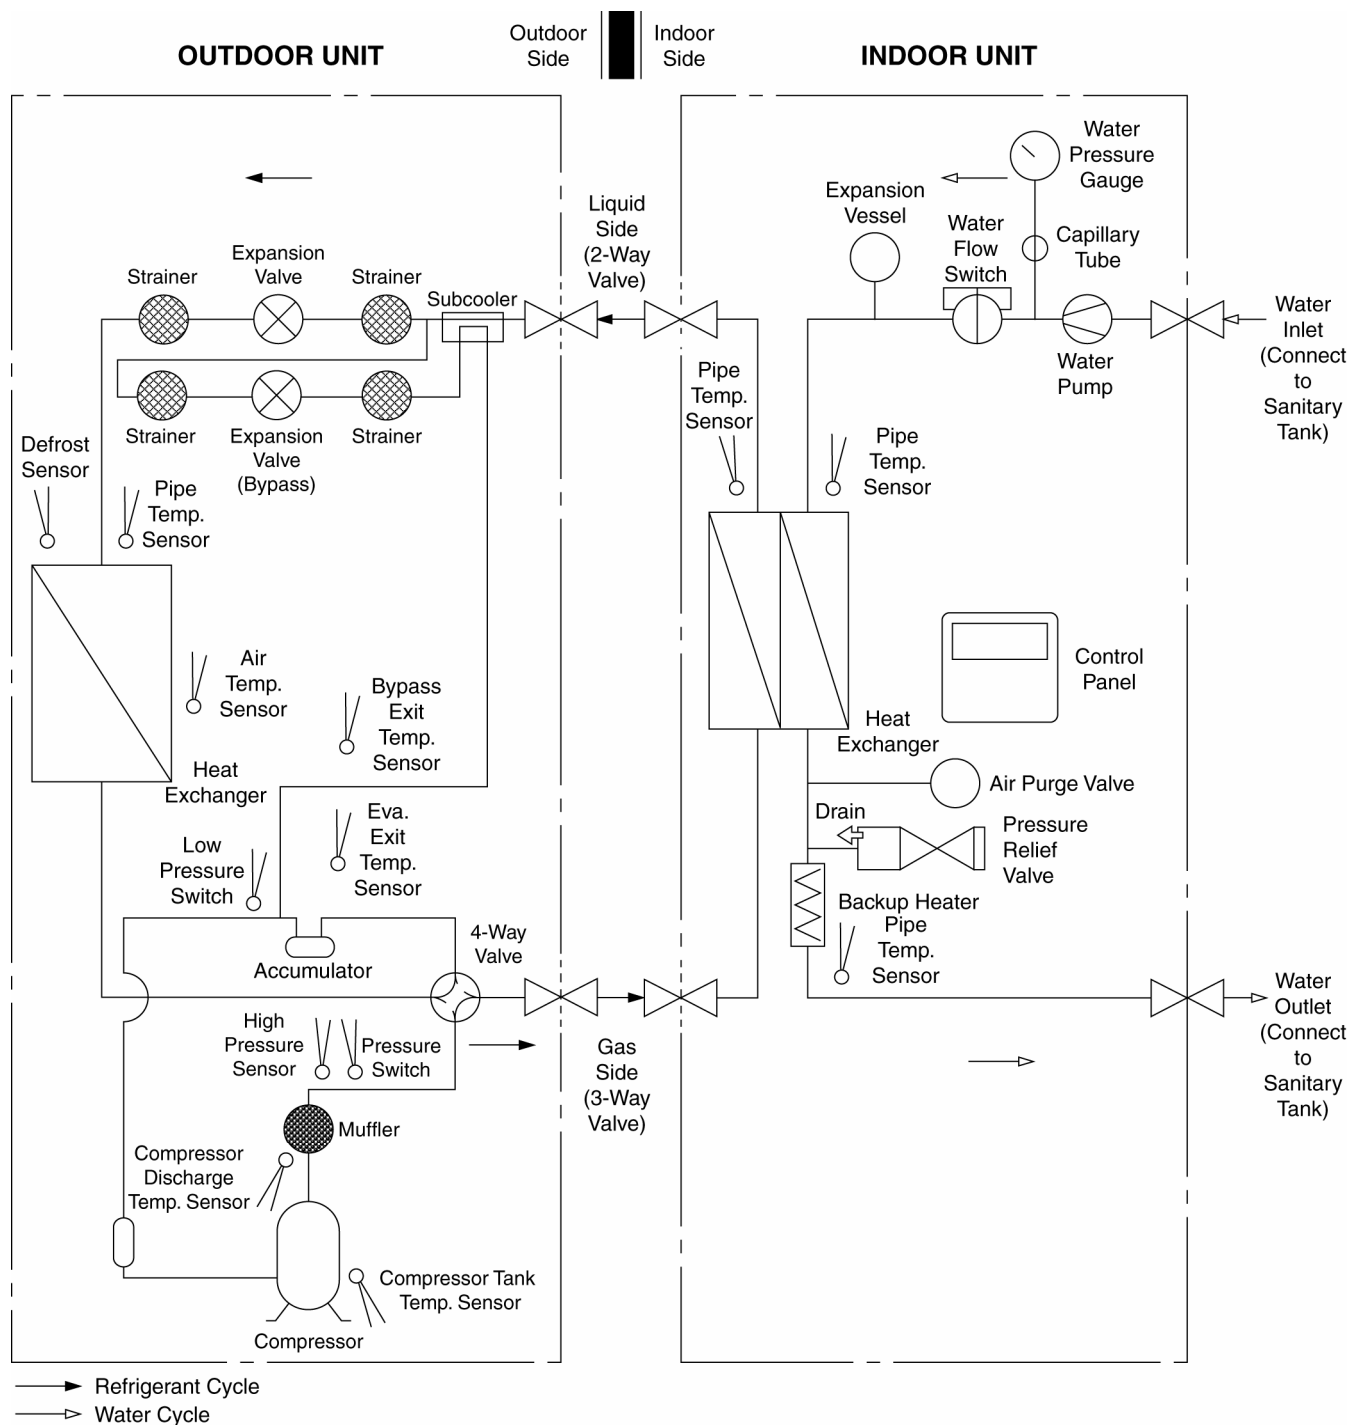 OUTDOOR UNIT
Outdoor
Side
Indoor
Side
INDOOR UNIT
Water
Pressure
Gauge
Expansion
Vessel
Water
Flow
Switch
Capillary
Tube
Liquid
Side
(2-Way
Valve)
Strainer
Expansion
Valve
Strainer
Subcooler
Water
Inlet
(Connect
to
Sanitary
Tank)
Water
Pump
Strainer
Expansion
Valve
(Bypass)
Strainer
Defrost
Sensor
Pipe
Temp.
Sensor
Pipe
Temp.
Sensor
Pipe
Temp.
Sensor
Air
Temp.
Sensor
Bypass
Exit
Temp.
Sensor
Control
Panel
Heat
Exchanger
Heat
Exchanger
Air Purge Valve
Drain
Pressure
Relief
Valve
Eva.
Exit
Temp.
Sensor
Low
Pressure
Switch
Backup Heater
Pipe
Temp.
Sensor
Accumulator
4-Way
Valve
Water
Outlet
(Connect
to
Sanitary
Tank)
High
Pressure
Sensor
Pressure
Switch
Gas
Side
(3-Way
Valve)
Muffler
Compressor
Discharge
Temp. Sensor
Compressor Tank
Temp. Sensor
Compressor
Refrigerant Cycle
Water Cycle